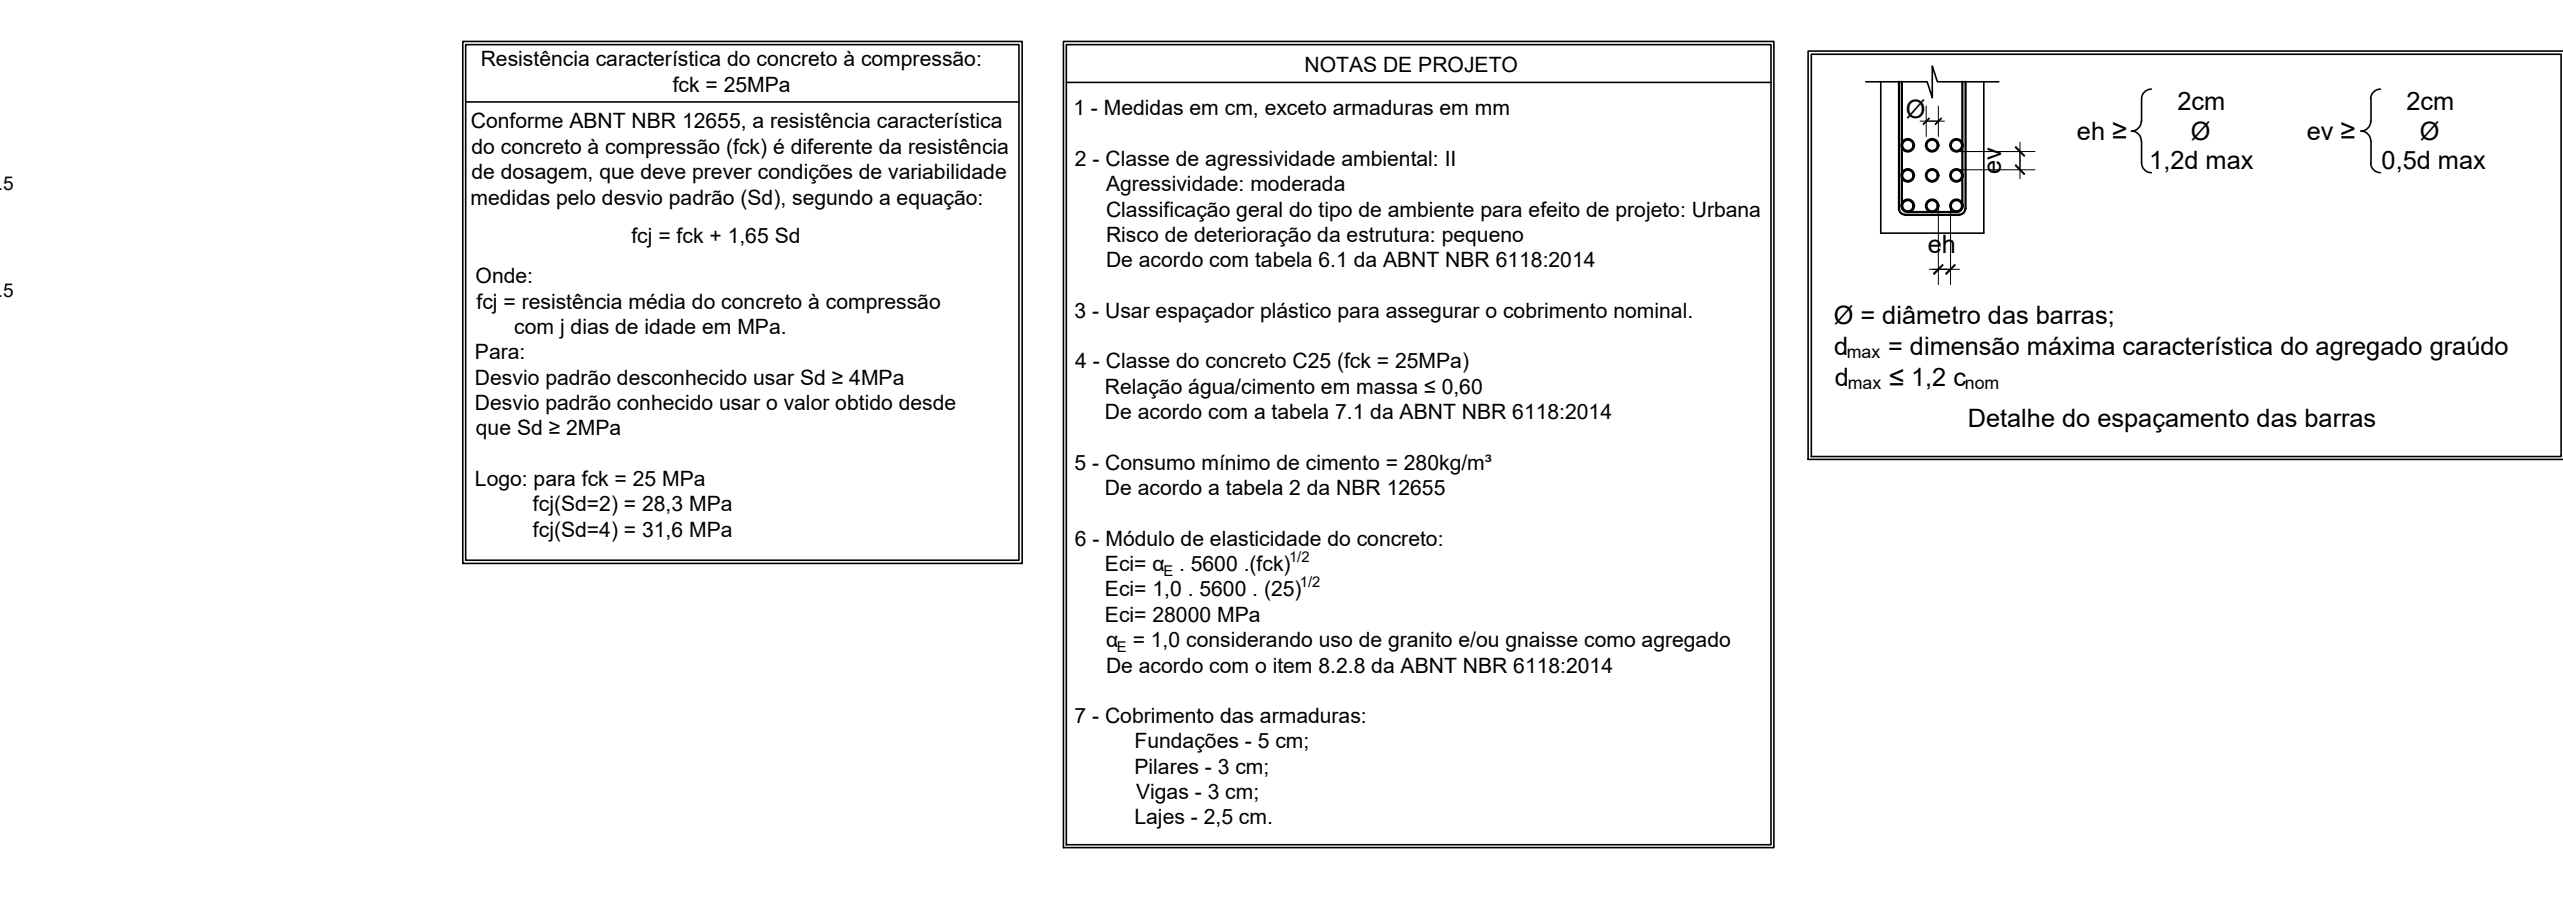 .5
.5
Resistência característica do concreto à compressão:
fck = 25MPa
Conforme ABNT NBR 12655, a resistência característica
do concreto à compressão (fck) é diferente da resistência
de dosagem, que deve prever condições de variabilidade
medidas pelo desvio padrão (Sd), segundo a equação:
fcj = fck + 1,65 Sd
Onde:
fcj = resistência média do concreto à compressão
com j dias de idade em MPa.
Para:
Desvio padrão desconhecido usar Sd ≥ 4MPa
Desvio padrão conhecido usar o valor obtido desde
que Sd ≥ 2MPa
Logo: para fck = 25 MPa
fcj(Sd=2) = 28,3 MPa
fcj(Sd=4) = 31,6 MPa
NOTAS DE PROJETO
1 - Medidas em cm, exceto armaduras em mm
2 - Classe de agressividade ambiental: II
Agressividade: moderada
Classificação geral do tipo de ambiente para efeito de projeto: Urbana
Risco de deterioração da estrutura: pequeno
De acordo com tabela 6.1 da ABNT NBR 6118:2014
3 - Usar espaçador plástico para assegurar o cobrimento nominal.
4 - Classe do concreto C25 (fck = 25MPa)
Relação água/cimento em massa ≤ 0,60
De acordo com a tabela 7.1 da ABNT NBR 6118:2014
5 - Consumo mínimo de cimento = 280kg/m³
De acordo a tabela 2 da NBR 12655
6 - Módulo de elasticidade do concreto:
Eci= α_E . 5600 .(fck)^1/2
Eci= 1,0 . 5600 . (25)^1/2
Eci= 28000 MPa
α_E = 1,0 considerando uso de granito e/ou gnaisse como agregado
De acordo com o item 8.2.8 da ABNT NBR 6118:2014
7 - Cobrimento das armaduras:
Fundações - 5 cm;
Pilares - 3 cm;
Vigas - 3 cm;
Lajes - 2,5 cm.
Ø
ev
eh
eh ≥ { 2cm
Ø
1,2d max
ev ≥ { 2cm
Ø
0,5d max
Ø = diâmetro das barras;
d_max = dimensão máxima característica do agregado graúdo
d_max ≤ 1,2 c_nom
Detalhe do espaçamento das barras